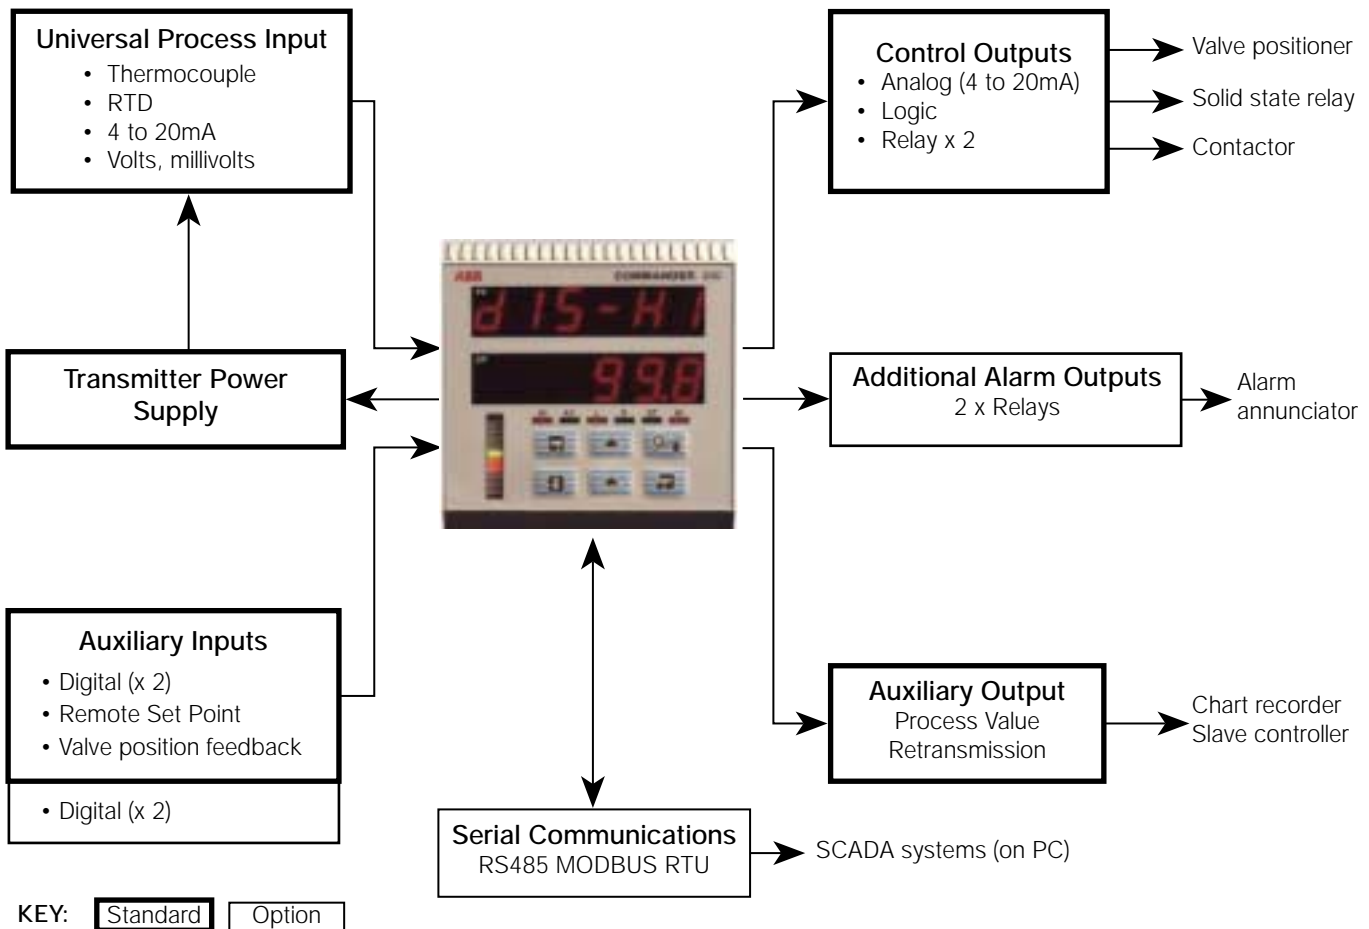 Universal Process Input
• Thermocouple
• RTD
• 4 to 20mA
• Volts, millivolts
Control Outputs
• Analog (4 to 20mA)
• Logic
• Relay x 2
Valve positioner
Solid state relay
Contactor
ABB
COMMANDER
dIS-HI
99.8
Transmitter Power
Supply
Additional Alarm Outputs
2 x Relays
Alarm
annunciator
Auxiliary Inputs
• Digital (x 2)
• Remote Set Point
• Valve position feedback
• Digital (x 2)
Auxiliary Output
Process Value
Retransmission
Chart recorder
Slave controller
Serial Communications
RS485 MODBUS RTU
SCADA systems (on PC)
KEY:
Standard
Option